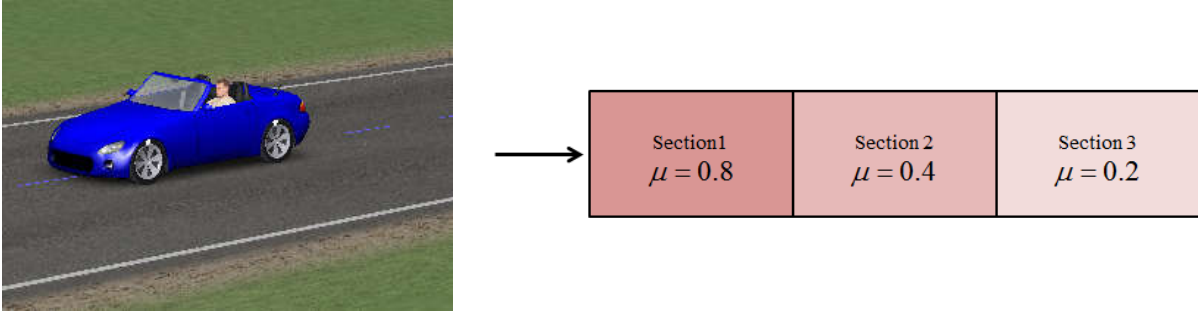 Section1
μ = 0.8
Section 2
μ = 0.4
Section 3
μ = 0.2